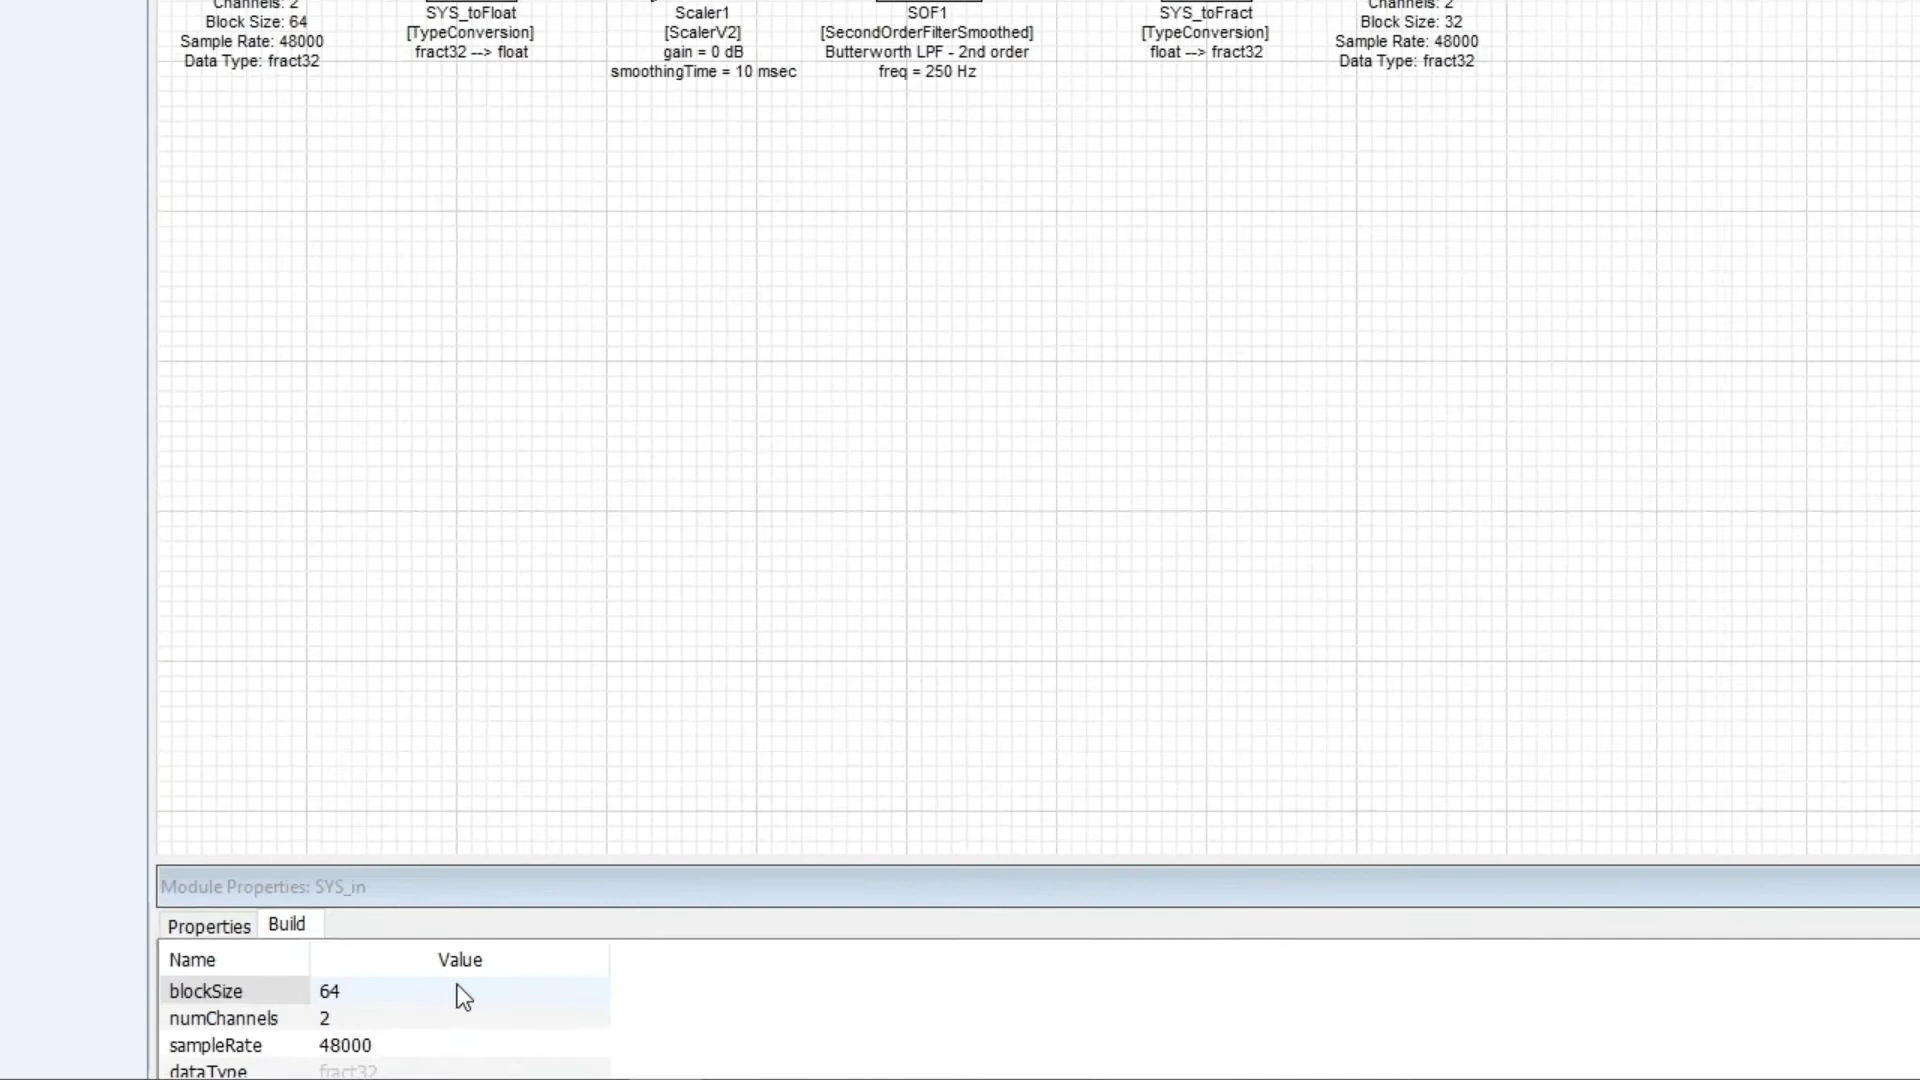 Channels: 2
Block Size: 64
Sample Rate: 48000
Data Type: fract32
SYS_toFloat
[TypeConversion]
fract32 --> float
Scaler1
[ScalerV2]
gain = 0 dB
smoothingTime = 10 msec
SOF1
[SecondOrderFilterSmoothed]
Butterworth LPF - 2nd order
freq = 250 Hz
SYS_toFract
[TypeConversion]
float --> fract32
Channels: 2
Block Size: 32
Sample Rate: 48000
Data Type: fract32
Module Properties: SYS_in
Properties Build
Name Value
blockSize 64
numChannels 2
sampleRate 48000
dataType fract32